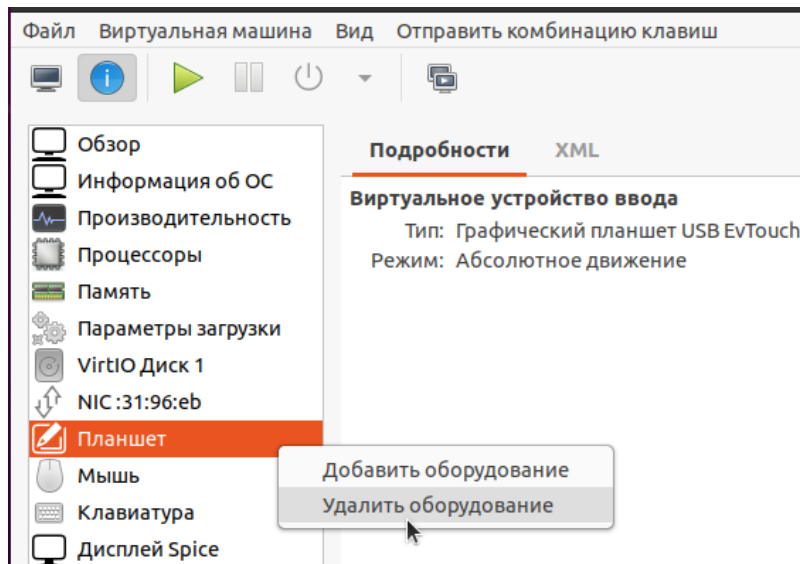 Файл Виртуальная машина Вид Отправить комбинацию клавиш
Обзор
Информация об ОС
Производительность
Процессоры
Память
Параметры загрузки
VirtIO Диск 1
NIC :31:96:eb
Планшет
Мышь
Клавиатура
Дисплей Spice
Подробности XML
Виртуальное устройство ввода
Тип: Графический планшет USB EvTouch
Режим: Абсолютное движение
Добавить оборудование
Удалить оборудование